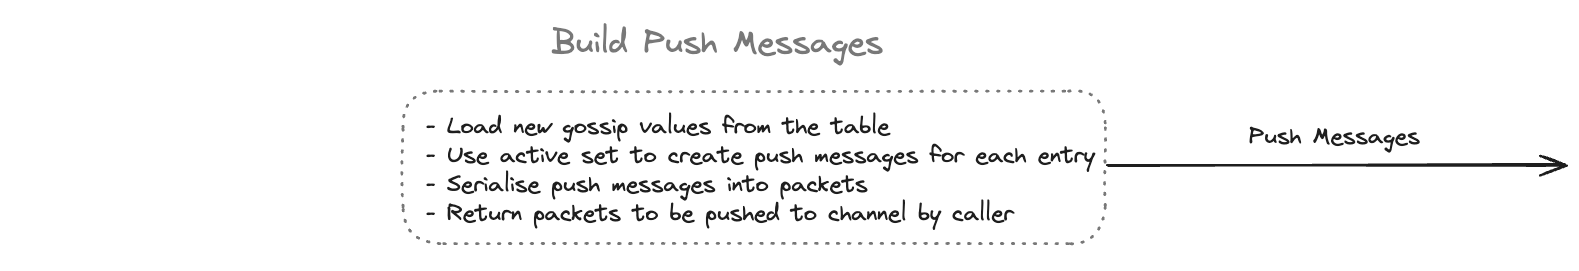 Build Push Messages
- Load new gossip values from the table
- Use active set to create push messages for each entry
- Serialise push messages into packets
- Return packets to be pushed to channel by caller
Push Messages